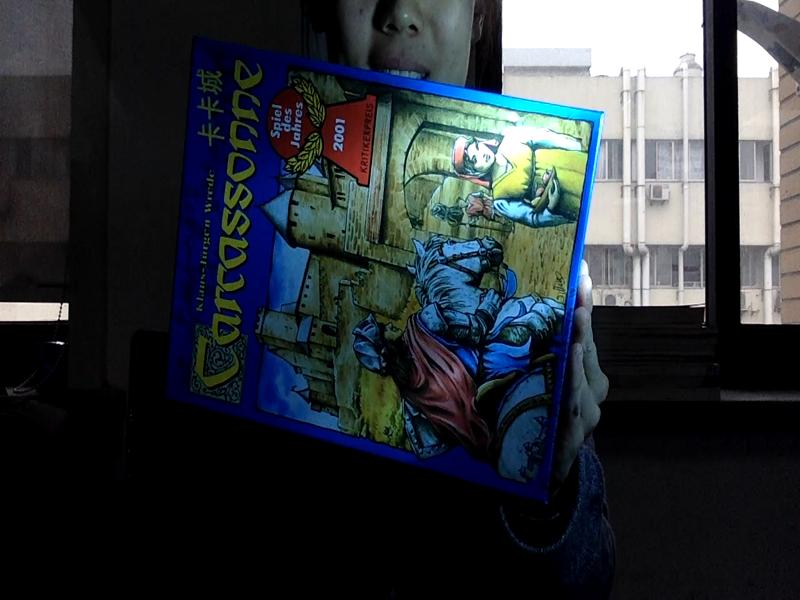 卡卡城
Klaus-Jürgen Wrede
Carcassonne
Spiel
des
Jahres
2001
KRITIKERPREIS